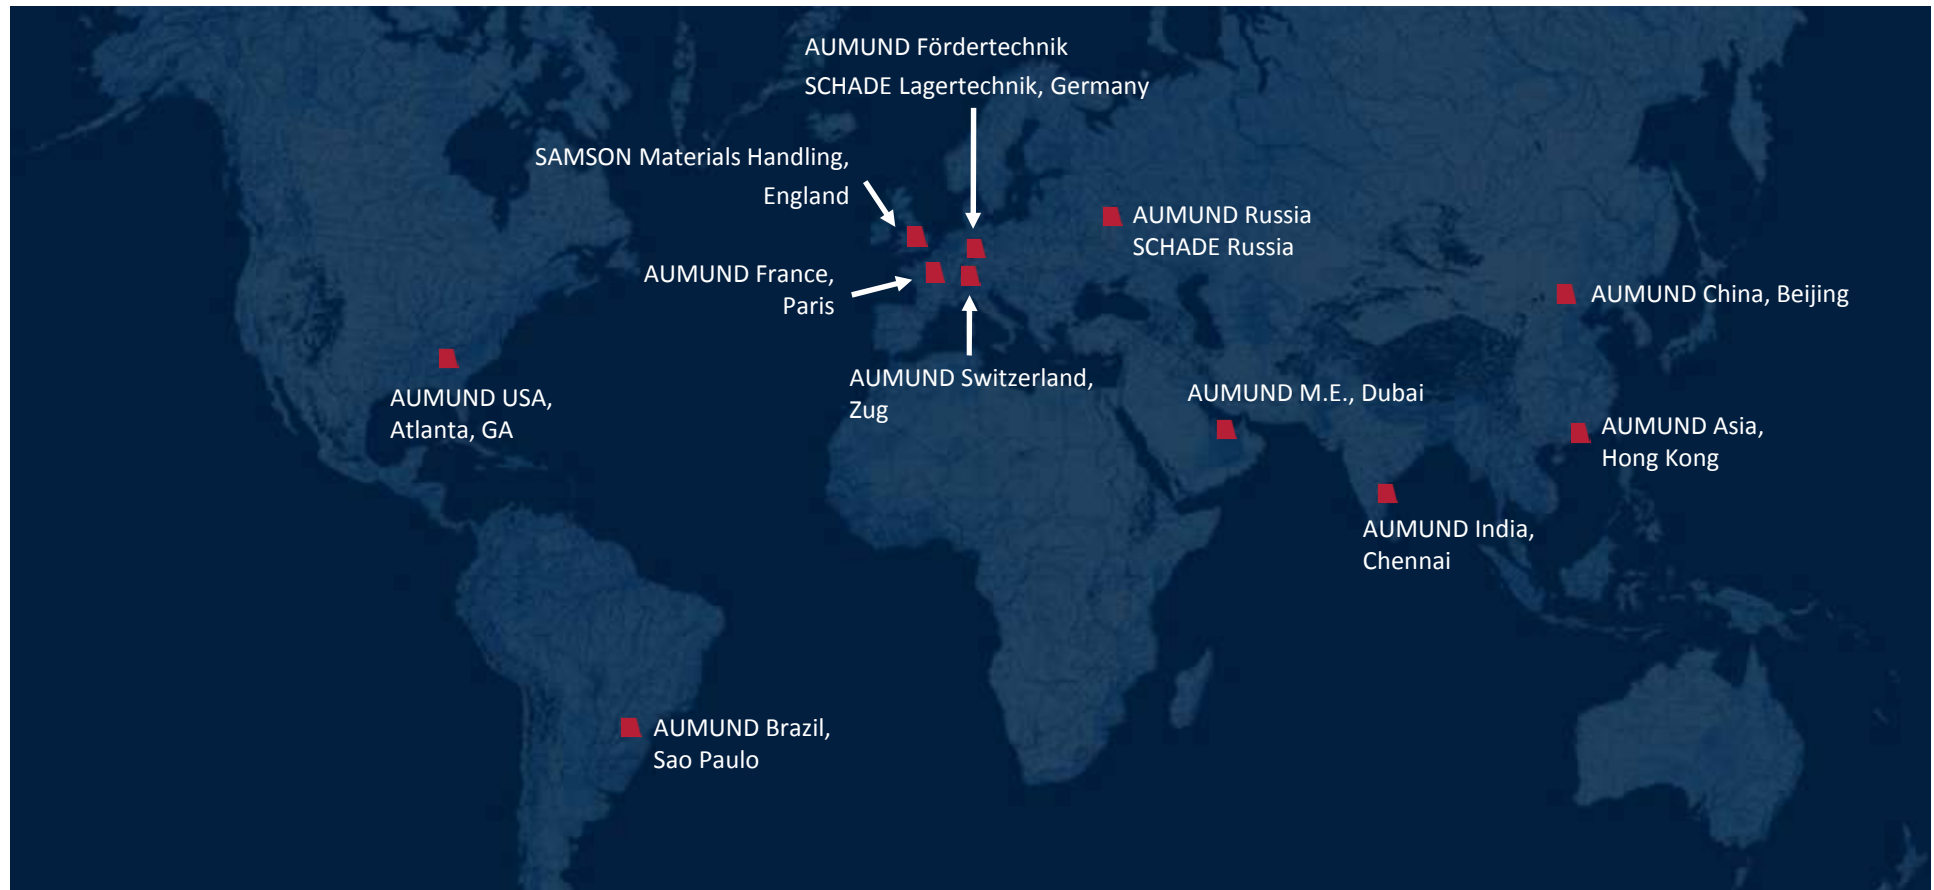 AUMUND Fördertechnik
SCHADE Lagertechnik, Germany
SAMSON Materials Handling,
England
AUMUND Russia
SCHADE Russia
AUMUND France,
Paris
AUMUND China, Beijing
AUMUND USA,
Atlanta, GA
AUMUND Switzerland,
Zug
AUMUND M.E., Dubai
AUMUND Asia,
Hong Kong
AUMUND India,
Chennai
AUMUND Brazil,
Sao Paulo